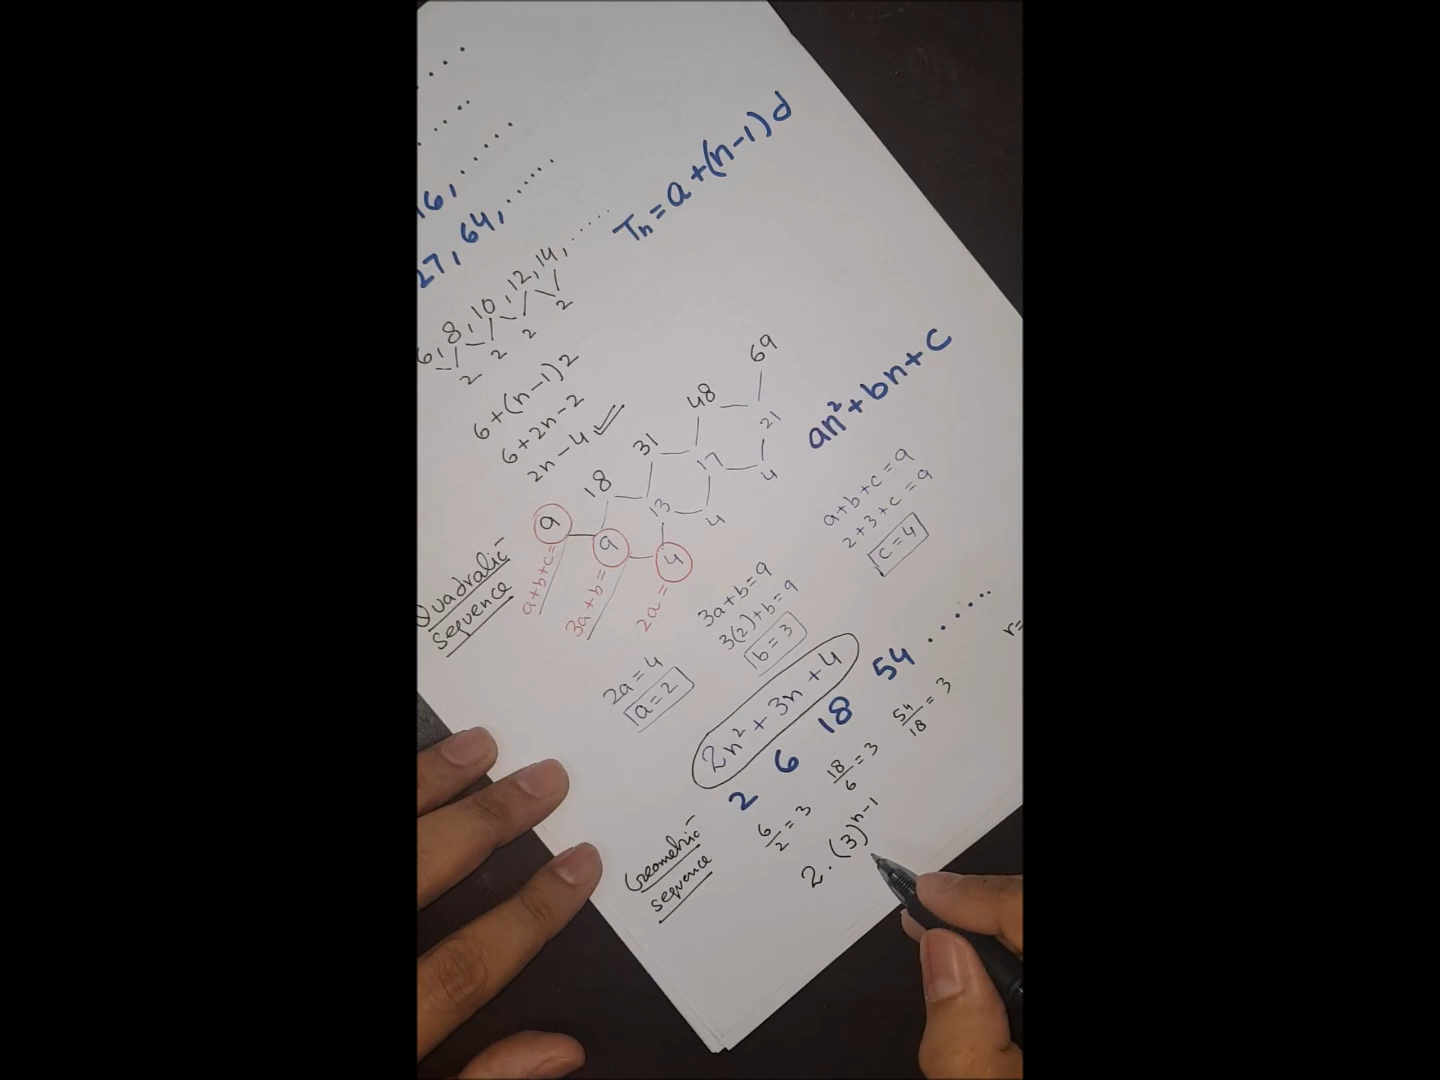 16, ......
27, 64, ......
6, 8, 10, 12, 14, ......
2 2 2 2
Tn = a + (n-1) d
6 + (n-1) 2
6 + 2n - 2
2n - 4
Quadratic
sequence
9 18 31 48 69
9 13 17 21
4 4 4
a+b+c=
3a+b=
2a=
an² + bn + c
2a = 4
a = 2
3a + b = 9
3(2) + b = 9
b = 3
a + b + c = 9
2 + 3 + c = 9
c = 4
2n² + 3n + 4
Geometric
sequence
2 6 18 54 ......
r=
6/2 = 3
18/6 = 3
54/18 = 3
2 . (3)ⁿ⁻¹